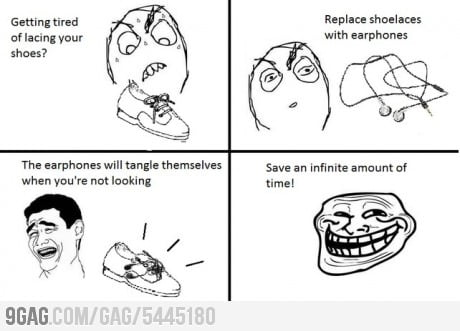 Getting tired
of lacing your
shoes?
Replace shoelaces
with earphones
The earphones will tangle themselves
when you're not looking
Save an infinite amount of
time!
9GAG.COM/GAG/5445180